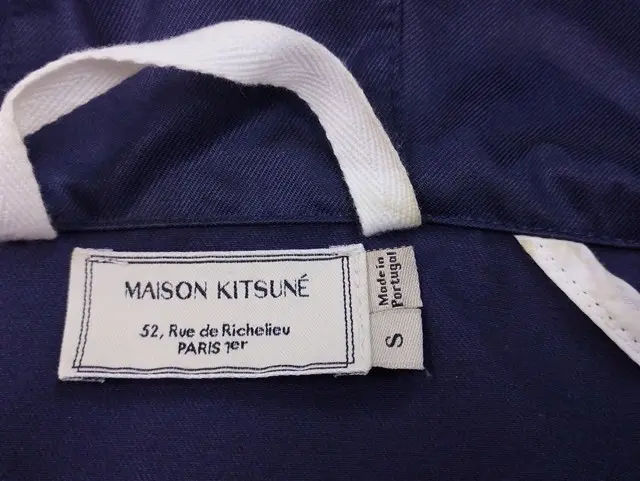 MAISON KITSUNÉ
52, Rue de Richelieu
PARIS 1er
Made in
Portugal
S